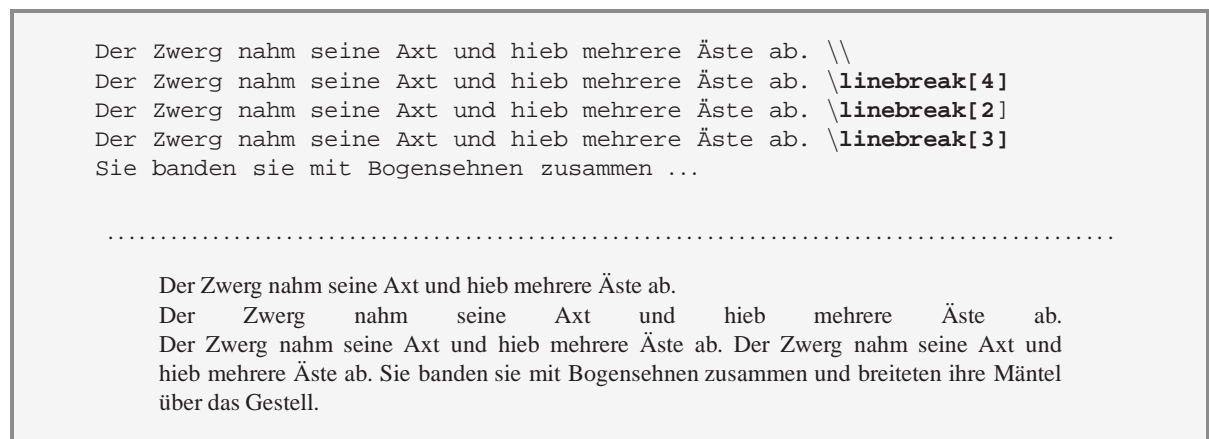 Der Zwerg nahm seine Axt und hieb mehrere Äste ab. \\
Der Zwerg nahm seine Axt und hieb mehrere Äste ab. \linebreak[4]
Der Zwerg nahm seine Axt und hieb mehrere Äste ab. \linebreak[2]
Der Zwerg nahm seine Axt und hieb mehrere Äste ab. \linebreak[3]
Sie banden sie mit Bogensehnen zusammen ...
Der Zwerg nahm seine Axt und hieb mehrere Äste ab.
Der Zwerg nahm seine Axt und hieb mehrere Äste ab.
Der Zwerg nahm seine Axt und hieb mehrere Äste ab. Der Zwerg nahm seine Axt und
hieb mehrere Äste ab. Sie banden sie mit Bogensehnen zusammen und breiteten ihre Mäntel
über das Gestell.